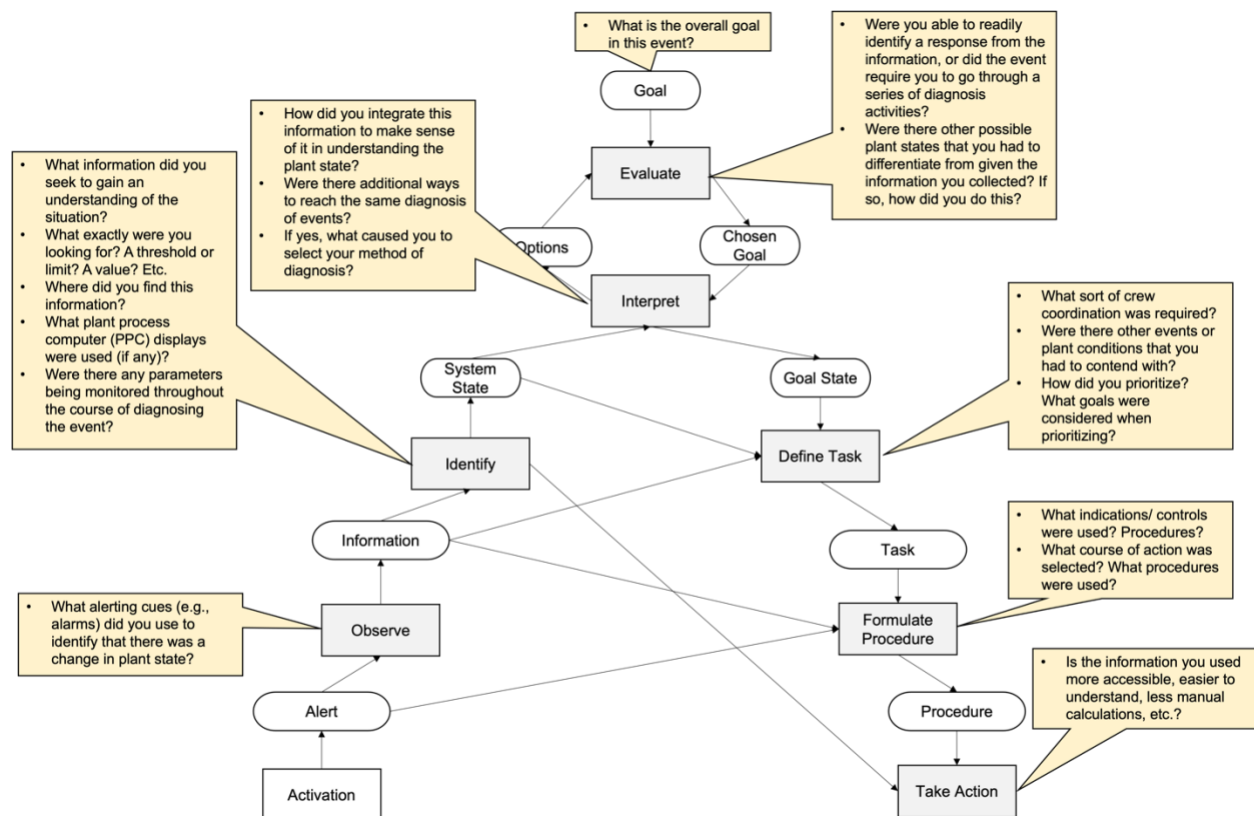 • What is the overall goal
in this event?
Goal
• Were you able to readily
identify a response from the
information, or did the event
require you to go through a
series of diagnosis
activities?
• Were there other possible
plant states that you had to
differentiate from given the
information you collected? If
so, how did you do this?
• How did you integrate this
information to make sense
of it in understanding the
plant state?
• Were there additional ways
to reach the same diagnosis
of events?
• If yes, what caused you to
select your method of
diagnosis?
Evaluate
• What information did you
seek to gain an
understanding of the
situation?
• What exactly were you
looking for? A threshold or
limit? A value? Etc.
• Where did you find this
information?
• What plant process
computer (PPC) displays
were used (if any)?
• Were there any parameters
being monitored throughout
the course of diagnosing
the event?
Options
Chosen
Goal
Interpret
• What sort of crew
coordination was required?
• Were there other events or
plant conditions that you
had to contend with?
• How did you prioritize?
What goals were
considered when
prioritizing?
System
State
Goal State
Identify
Define Task
Information
Task
• What indications/ controls
were used? Procedures?
• What course of action was
selected? What procedures
were used?
• What alerting cues (e.g.,
alarms) did you use to
identify that there was a
change in plant state?
Observe
Formulate
Procedure
• Is the information you used
more accessible, easier to
understand, less manual
calculations, etc.?
Alert
Procedure
Activation
Take Action